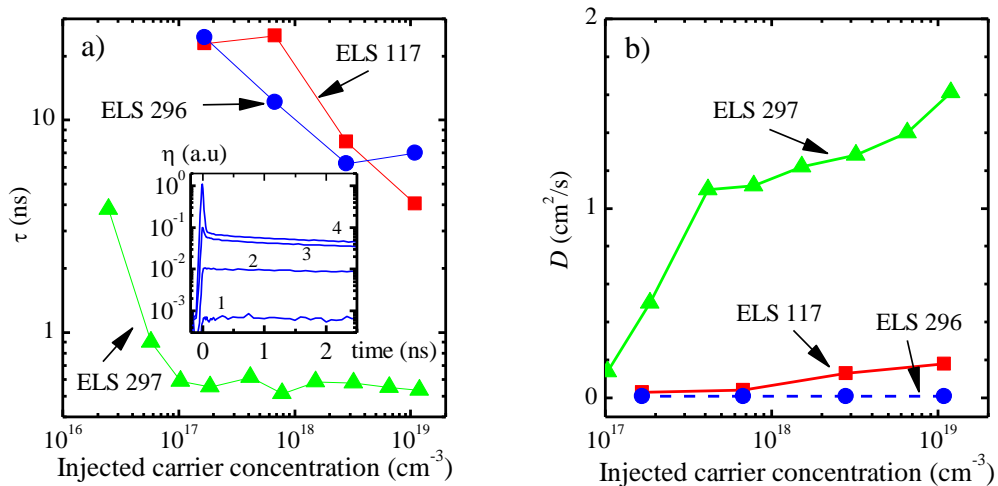 a)
ELS 117
ELS 296
ELS 297
10
1
τ (ns)
10^16
10^17
10^18
10^19
Injected carrier concentration (cm^-3)
η (a.u)
10^0
10^-1
10^-2
10^-3
4
3
2
1
0
1
2
time (ns)
b)
ELS 297
ELS 117
ELS 296
2
1
0
D (cm^2/s)
10^17
10^18
10^19
Injected carrier concentration (cm^-3)